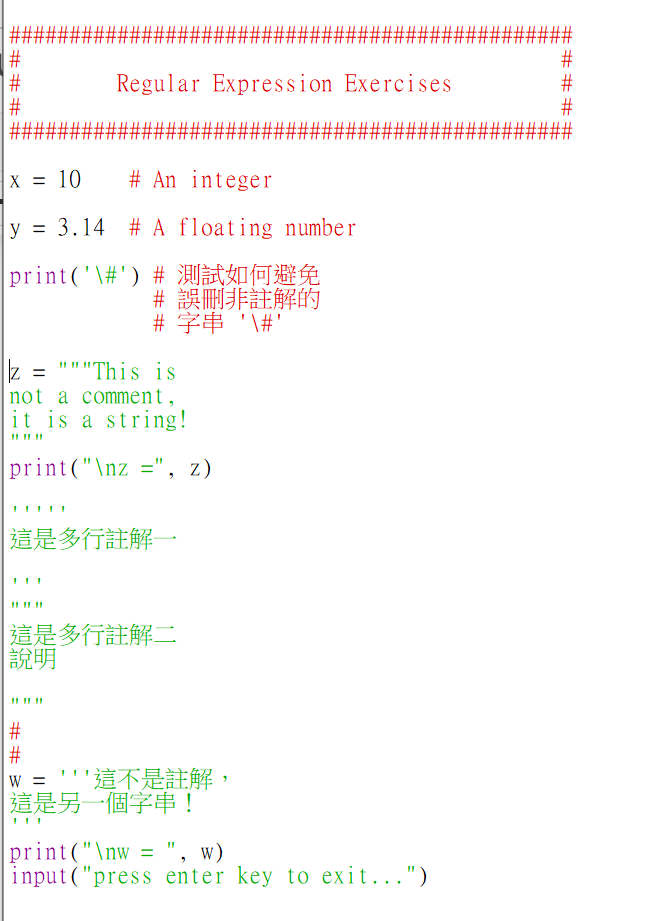 ###############################################
#                                             #
#        Regular Expression Exercises         #
#                                             #
###############################################
x = 10    # An integer
y = 3.14  # A floating number
print('\#') # 測試如何避免
            # 誤刪非註解的
            # 字串 '\#'
z = """This is
not a comment,
it is a string!
"""
print("\nz =", z)
'''''
這是多行註解一
'''
"""
這是多行註解二
說明
"""
#
#
w = '''這不是註解，
這是另一個字串！
'''
print("\nw = ", w)
input("press enter key to exit...")